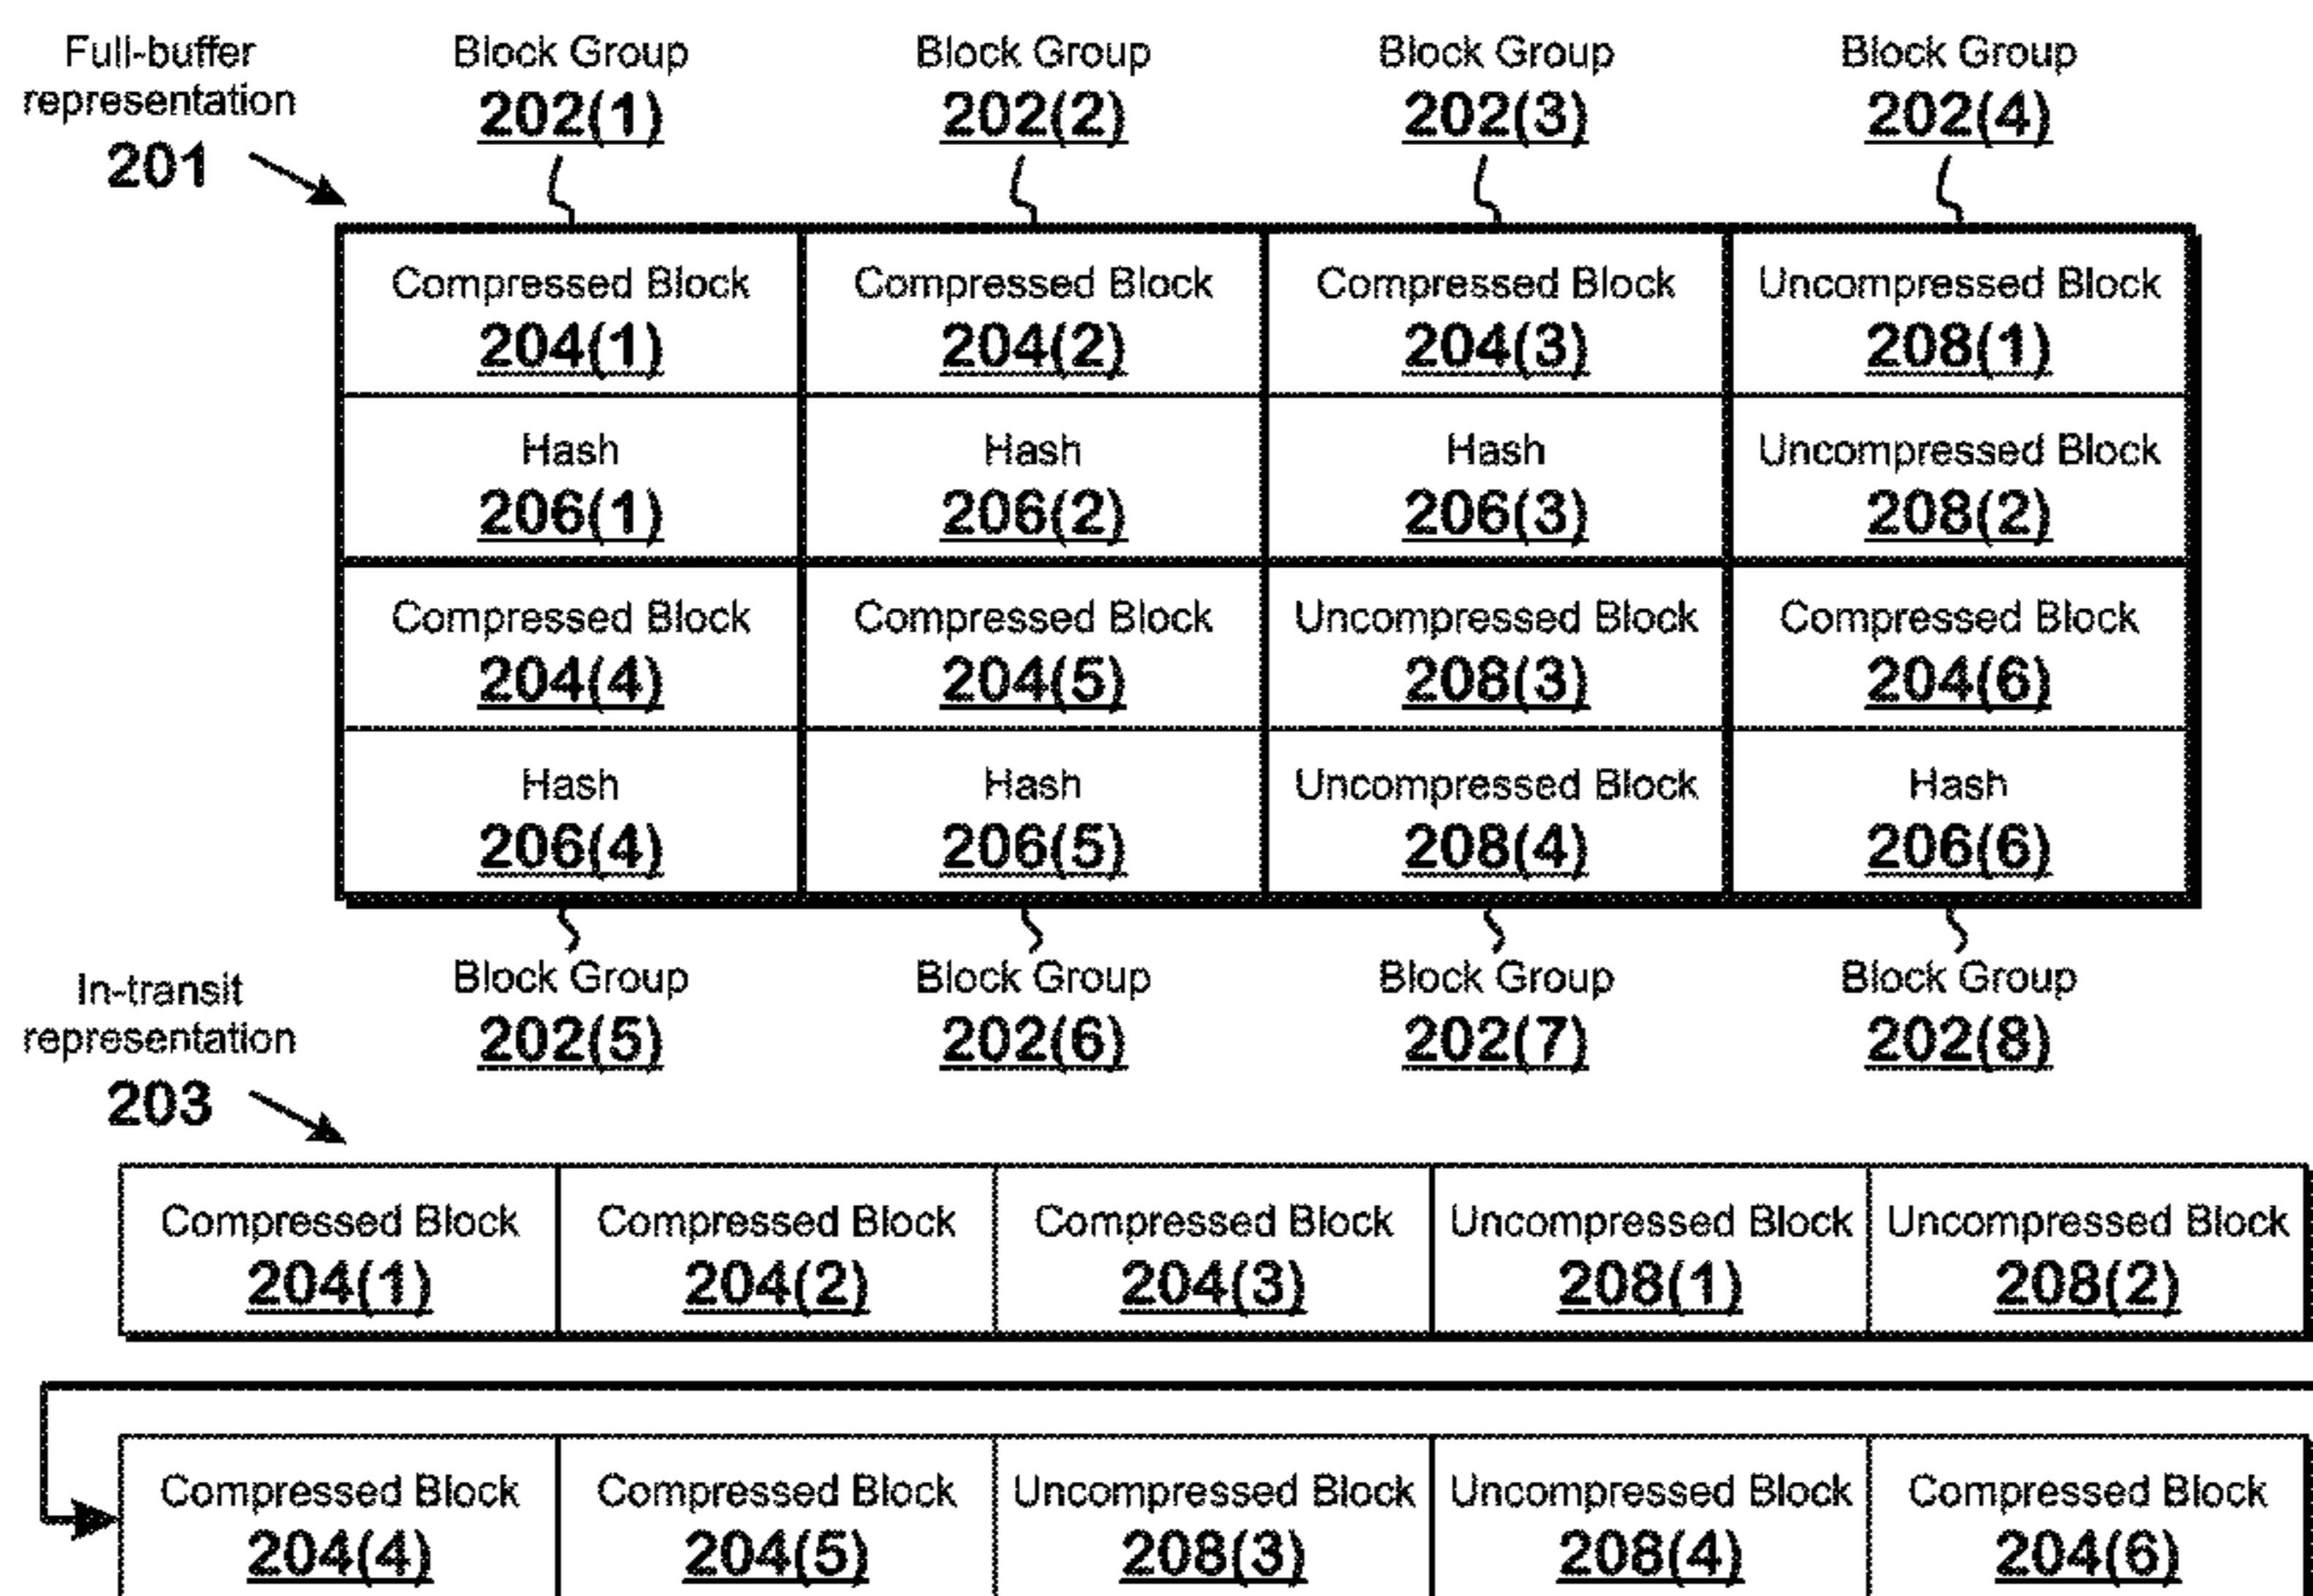 Full-buffer
representation
201
Block Group
202(1)
Block Group
202(2)
Block Group
202(3)
Block Group
202(4)
Compressed Block
204(1)
Compressed Block
204(2)
Compressed Block
204(3)
Uncompressed Block
208(1)
Hash
206(1)
Hash
206(2)
Hash
206(3)
Uncompressed Block
208(2)
Compressed Block
204(4)
Compressed Block
204(5)
Uncompressed Block
208(3)
Compressed Block
204(6)
Hash
206(4)
Hash
206(5)
Uncompressed Block
208(4)
Hash
206(6)
Block Group
202(5)
Block Group
202(6)
Block Group
202(7)
Block Group
202(8)
In-transit
representation
203
Compressed Block
204(1)
Compressed Block
204(2)
Compressed Block
204(3)
Uncompressed Block
208(1)
Uncompressed Block
208(2)
Compressed Block
204(4)
Compressed Block
204(5)
Uncompressed Block
208(3)
Uncompressed Block
208(4)
Compressed Block
204(6)